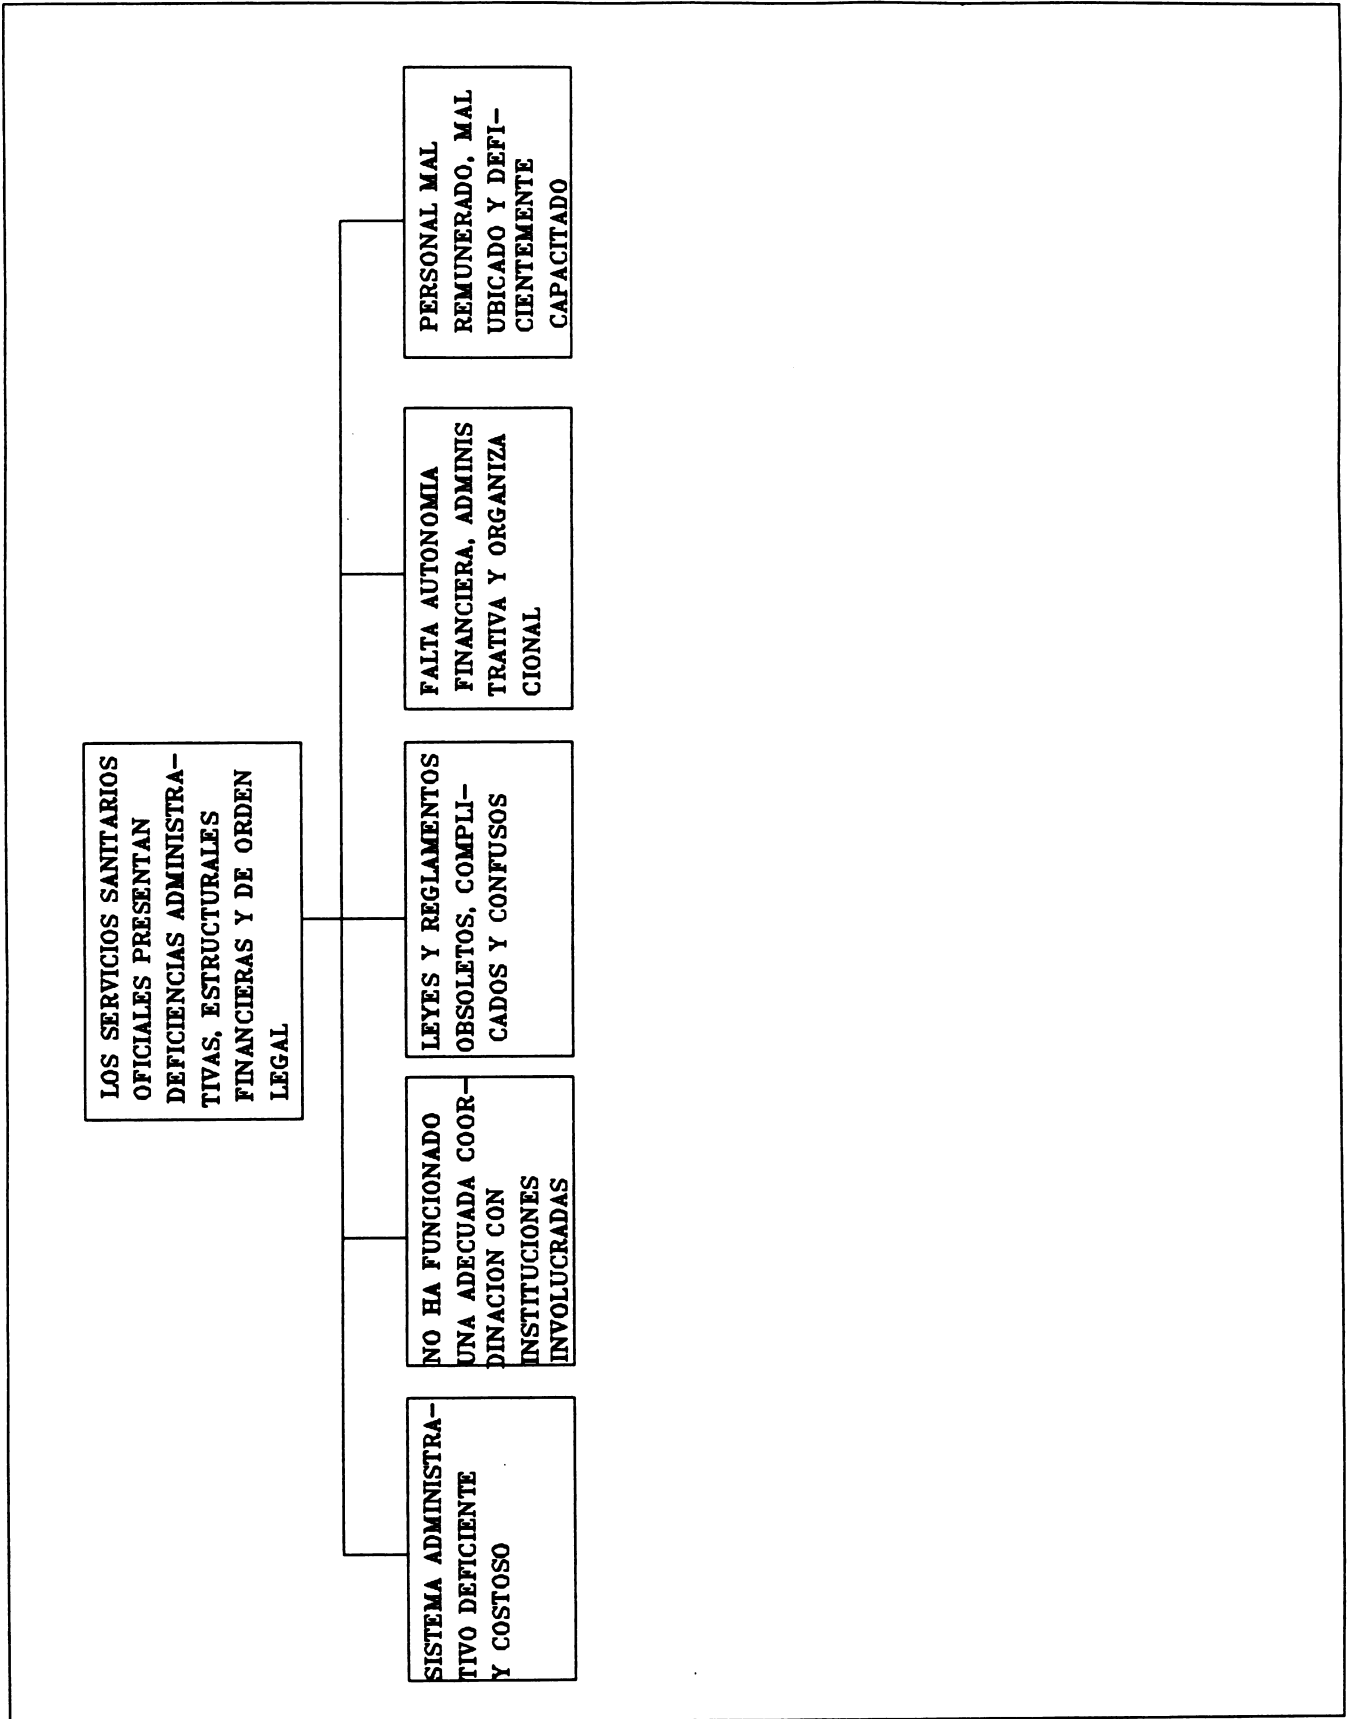 LOS SERVICIOS SANITARIOS
OFICIALES PRESENTAN
DEFICIENCIAS ADMINISTRA-
TIVAS, ESTRUCTURALES
FINANCIERAS Y DE ORDEN
LEGAL
SISTEMA ADMINISTRA-
TIVO DEFICIENTE
Y COSTOSO
NO HA FUNCIONADO
UNA ADECUADA COOR-
DINACION CON
INSTITUCIONES
INVOLUCRADAS
LEYES Y REGLAMENTOS
OBSOLETOS, COMPLI-
CADOS Y CONFUSOS
FALTA AUTONOMIA
FINANCIERA, ADMINIS
TRATIVA Y ORGANIZA
CIONAL
PERSONAL MAL
REMUNERADO, MAL
UBICADO Y DEFI-
CIENTEMENTE
CAPACITADO